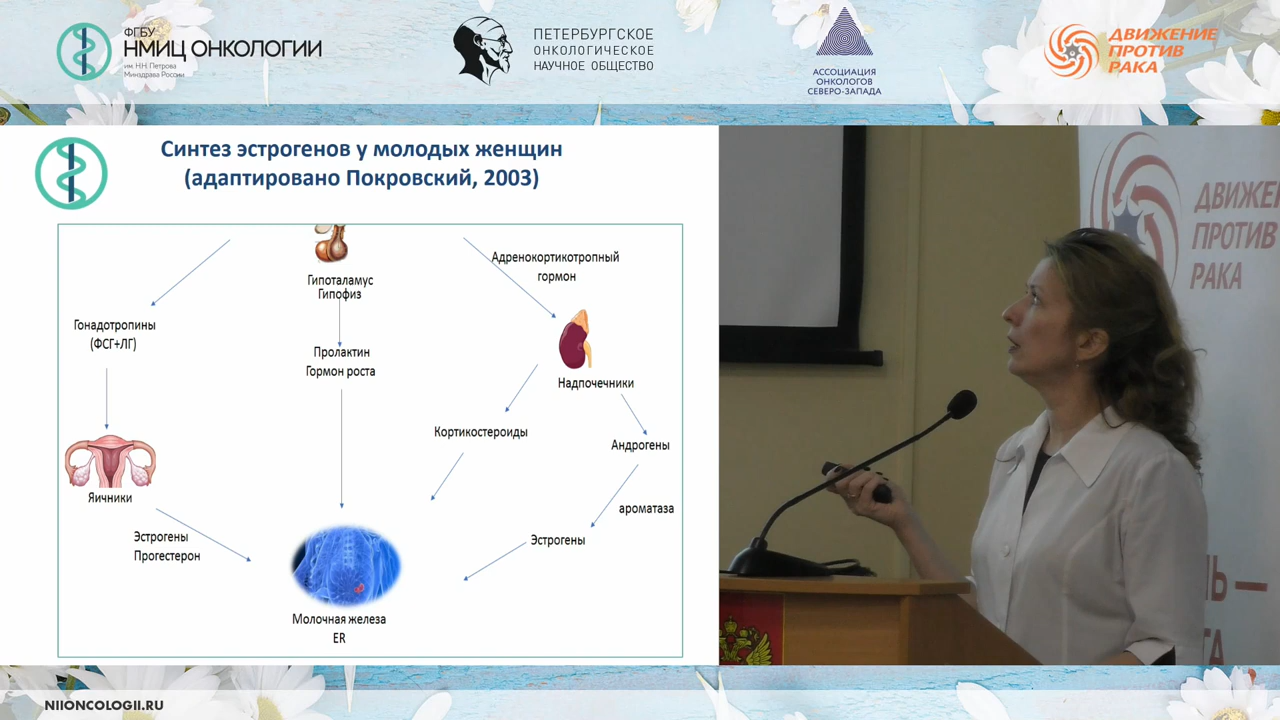 ФГБУ
НМИЦ ОНКОЛОГИИ
им. Н.Н. Петрова
Минздрава России
ПЕТЕРБУРГСКОЕ
ОНКОЛОГИЧЕСКОЕ
НАУЧНОЕ ОБЩЕСТВО
АССОЦИАЦИЯ
ОНКОЛОГОВ
СЕВЕРО-ЗАПАДА
ДВИЖЕНИЕ
ПРОТИВ
РАКА
Синтез эстрогенов у молодых женщин
(адаптировано Покровский, 2003)
Адренокортикотропный
гормон
Гипоталамус
Гипофиз
Гонадотропины
(ФСГ+ЛГ)
Пролактин
Гормон роста
Надпочечники
Кортикостероиды
Андрогены
Яичники
ароматаза
Эстрогены
Прогестерон
Эстрогены
Молочная железа
ER
ДВИЖЕН
ПРОТИВ
РАКА
NIIONCOLOGII.RU